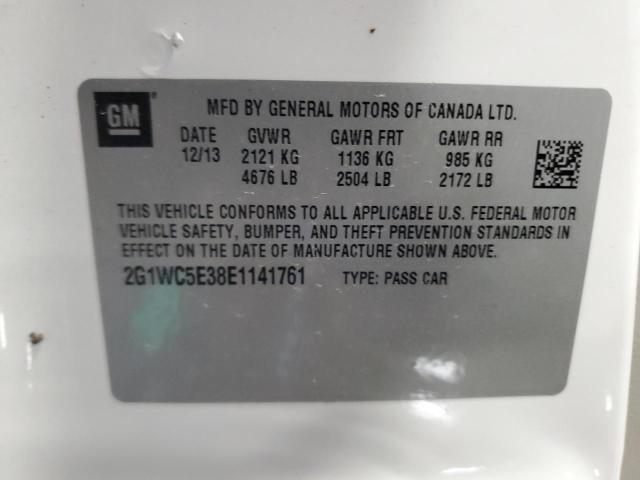 GM
MFD BY GENERAL MOTORS OF CANADA LTD.
DATE GVWR GAWR FRT GAWR RR
12/13 2121 KG 1136 KG 985 KG
4676 LB 2504 LB 2172 LB
THIS VEHICLE CONFORMS TO ALL APPLICABLE U.S. FEDERAL MOTOR
VEHICLE SAFETY, BUMPER, AND THEFT PREVENTION STANDARDS IN
EFFECT ON THE DATE OF MANUFACTURE SHOWN ABOVE.
2G1WC5E38E1141761 TYPE: PASS CAR